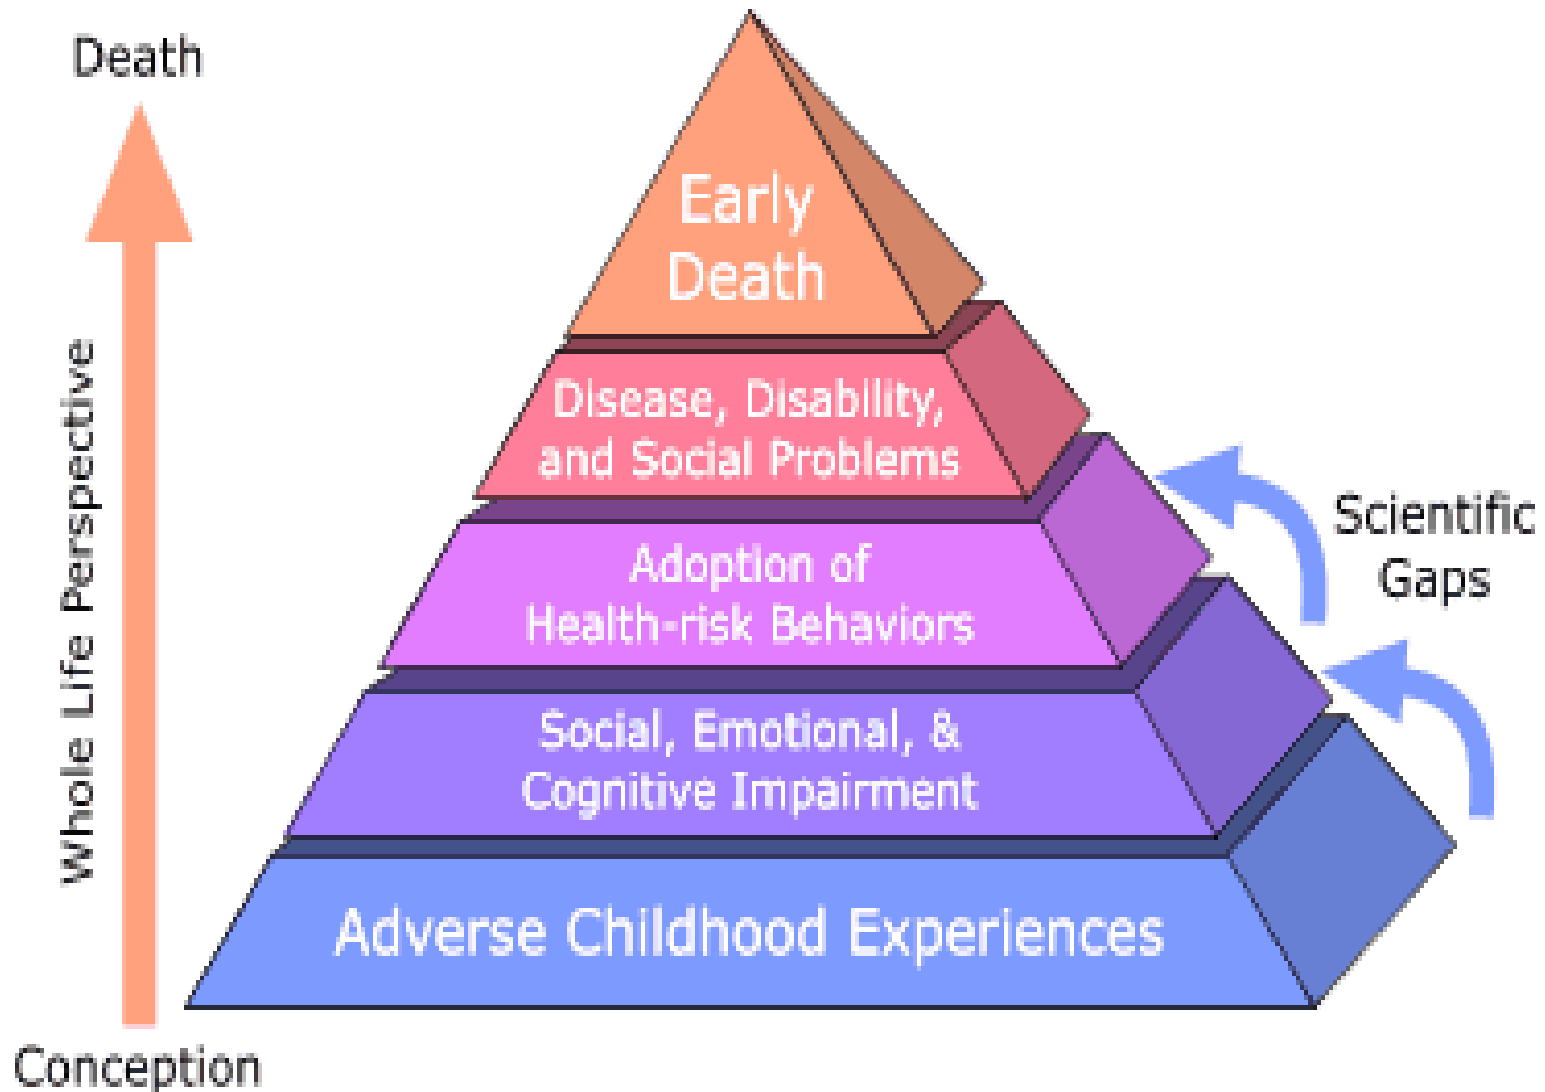 Death
Whole Life Perspective
Conception
Early
Death
Disease, Disability,
and Social Problems
Adoption of
Health-risk Behaviors
Social, Emotional, &
Cognitive Impairment
Adverse Childhood Experiences
Scientific
Gaps